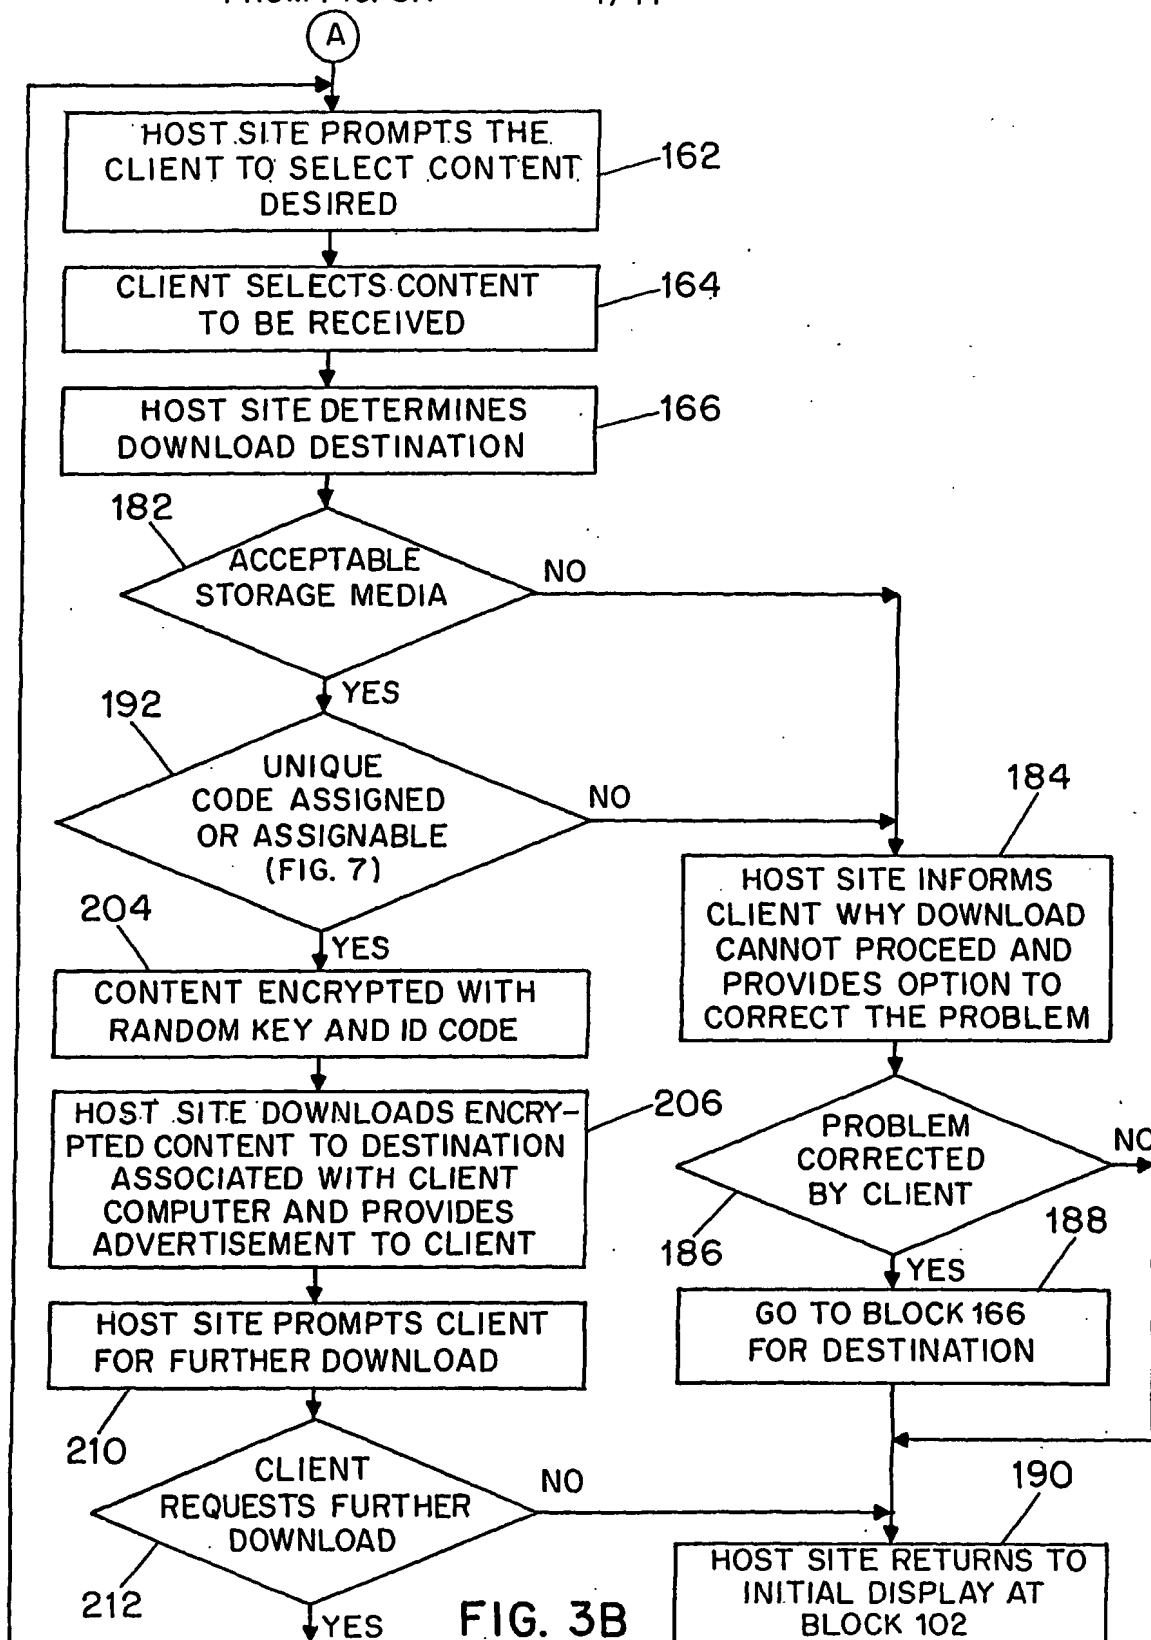 A
HOST SITE PROMPTS THE
CLIENT TO SELECT CONTENT
DESIRED
162
CLIENT SELECTS CONTENT
TO BE RECEIVED
164
HOST SITE DETERMINES
DOWNLOAD DESTINATION
166
182
ACCEPTABLE
STORAGE MEDIA
NO
YES
192
UNIQUE
CODE ASSIGNED
OR ASSIGNABLE
(FIG. 7)
NO
YES
184
HOST SITE INFORMS
CLIENT WHY DOWNLOAD
CANNOT PROCEED AND
PROVIDES OPTION TO
CORRECT THE PROBLEM
204
CONTENT ENCRYPTED WITH
RANDOM KEY AND ID CODE
HOST SITE DOWNLOADS ENCRY-
PTED CONTENT TO DESTINATION
ASSOCIATED WITH CLIENT
COMPUTER AND PROVIDES
ADVERTISEMENT TO CLIENT
206
PROBLEM
CORRECTED
BY CLIENT
NO
186
YES
188
GO TO BLOCK 166
FOR DESTINATION
HOST SITE PROMPTS CLIENT
FOR FURTHER DOWNLOAD
210
CLIENT
REQUESTS FURTHER
DOWNLOAD
NO
212
YES
190
HOST SITE RETURNS TO
INITIAL DISPLAY AT
BLOCK 102
FIG. 3B